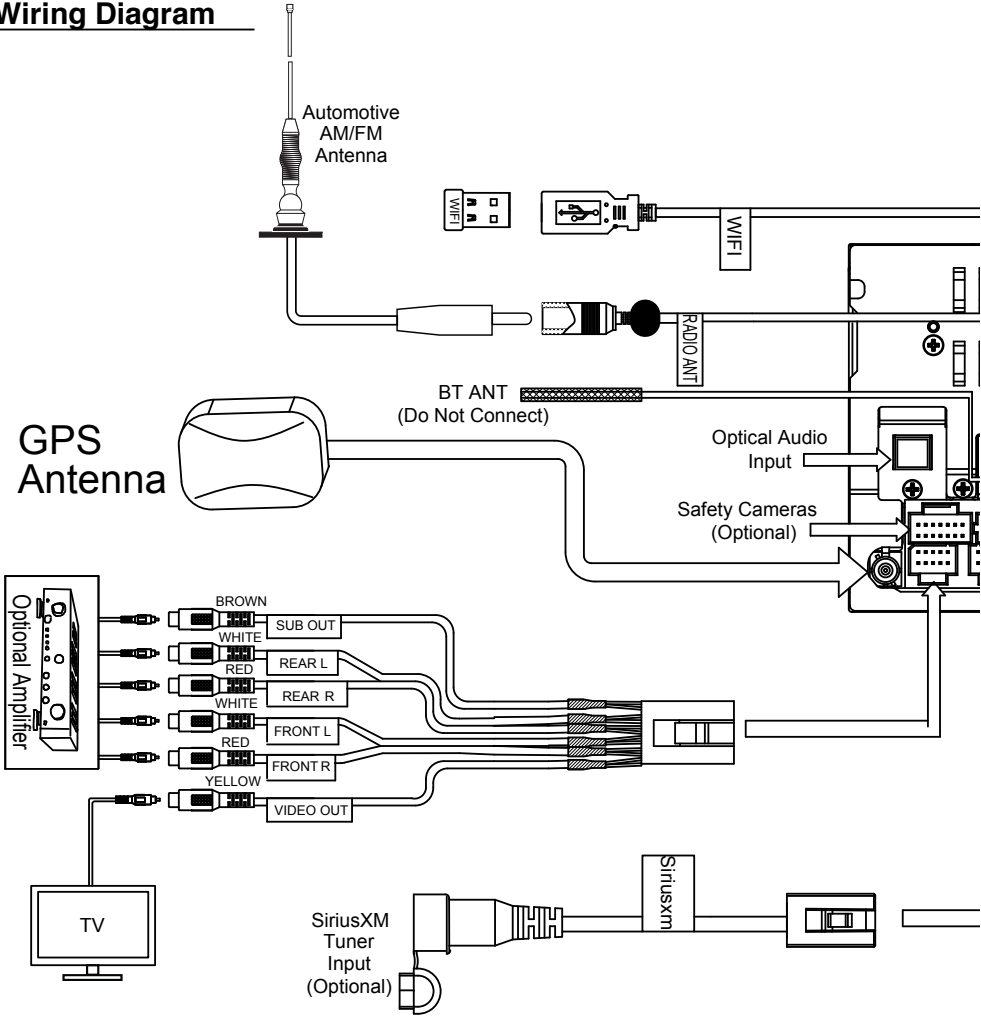 Wiring Diagram
Automotive
AM/FM
Antenna
WIFI
WIFI
RADIO ANT
BT ANT
(Do Not Connect)
GPS
Antenna
Optical Audio
Input
Safety Cameras
(Optional)
Optional Amplifier
BROWN
SUB OUT
WHITE
REAR L
RED
REAR R
WHITE
FRONT L
RED
FRONT R
YELLOW
VIDEO OUT
TV
SiriusXM
Tuner
Input
(Optional)
Siriusxm